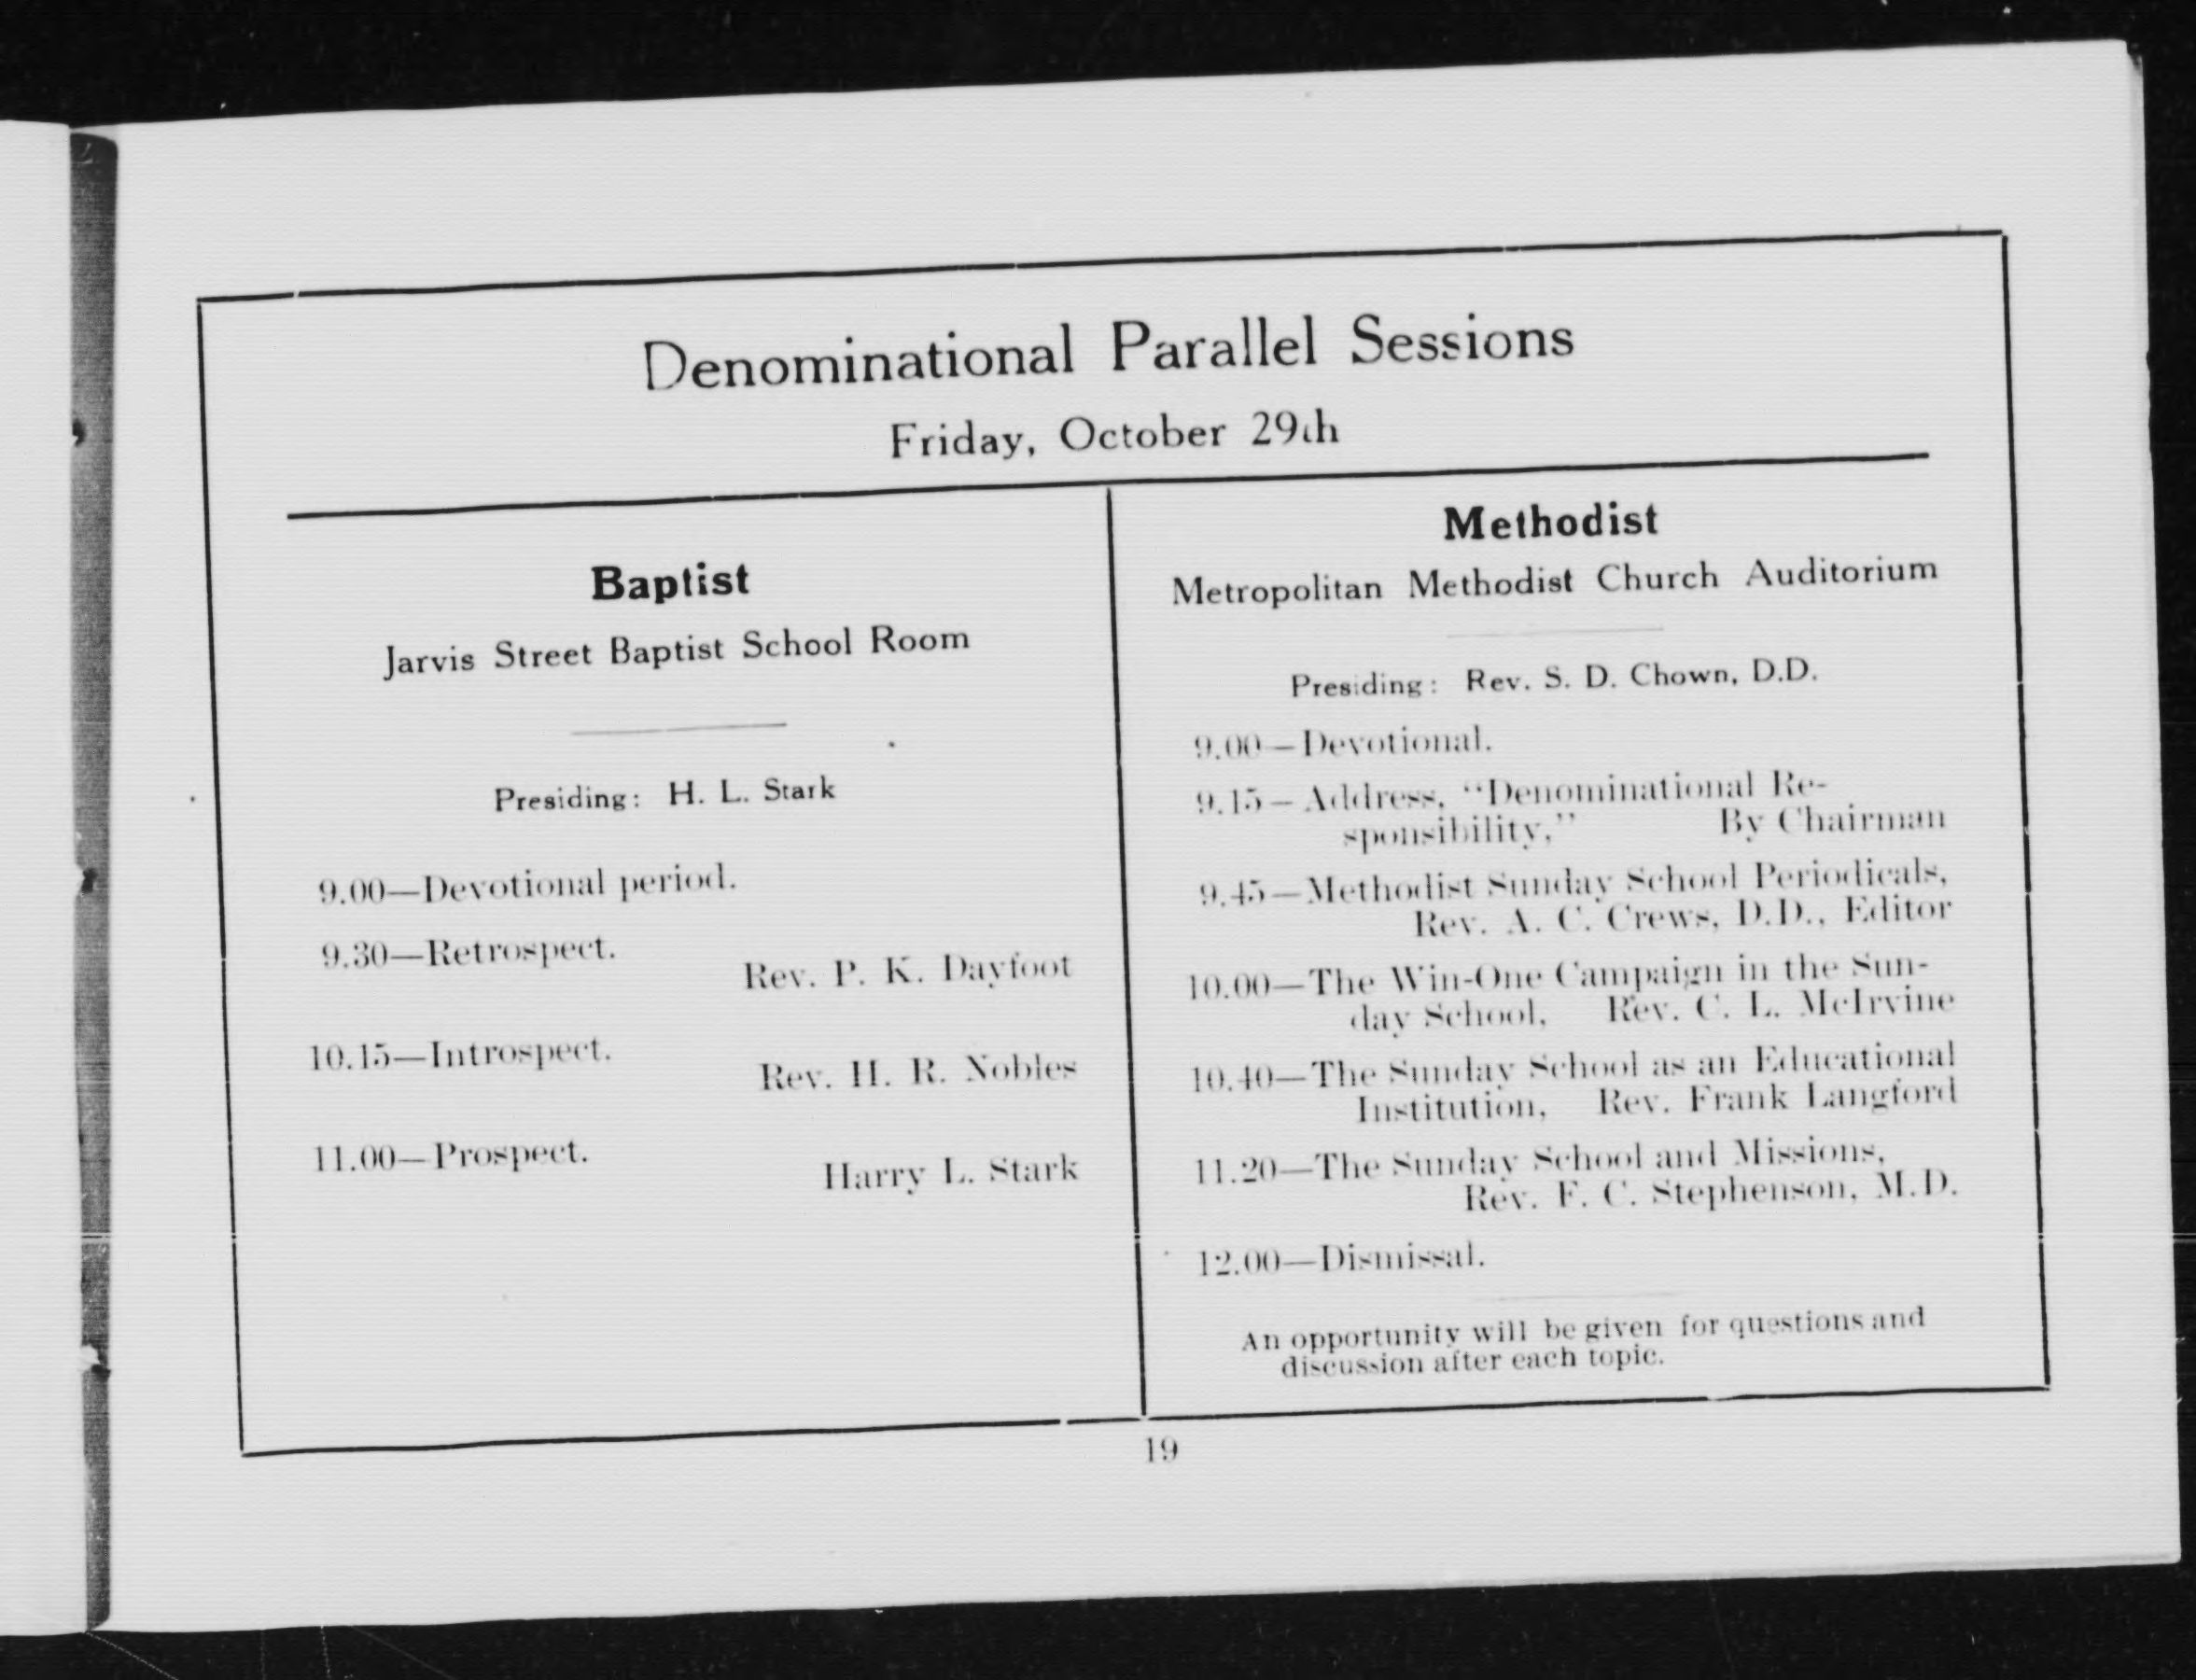 Denominational Parallel Sessions
Friday, October 29th
Baptist
Jarvis Street Baptist School Room
Presiding: H. L. Stark
9.00—Devotional period.
9.30—Retrospect.
Rev. P. K. Dayfoot
10.15—Introspect.
Rev. H. R. Nobles
11.00—Prospect.
Harry L. Stark
Methodist
Metropolitan Methodist Church Auditorium
Presiding: Rev. S. D. Chown, D.D.
9.00—Devotional.
9.15—Address, "Denominational Re-
sponsibility," By Chairman
9.45—Methodist Sunday School Periodicals,
Rev. A. C. Crews, D.D., Editor
10.00—The Win-One Campaign in the Sun-
day School, Rev. C. L. McIrvine
10.40—The Sunday School as an Educational
Institution, Rev. Frank Langford
11.20—The Sunday School and Missions,
Rev. F. C. Stephenson, M.D.
12.00—Dismissal.
An opportunity will be given for questions and
discussion after each topic.
19